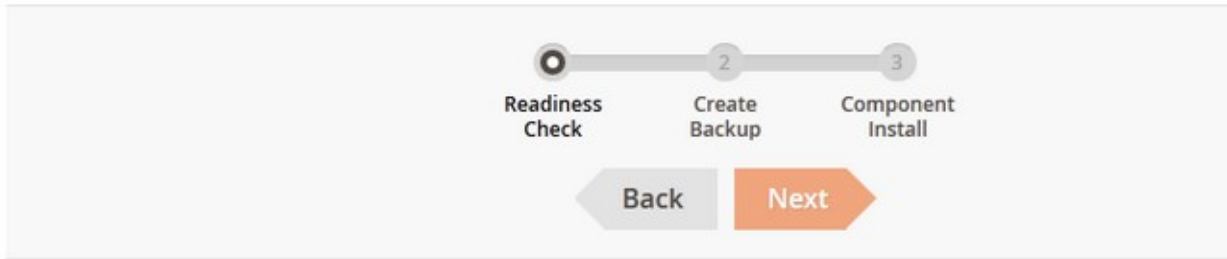 2
3
Readiness
Check
Create
Backup
Component
Install
Back
Next